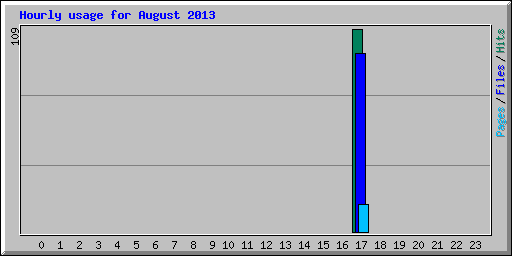 Hourly usage for August 2013
109
Pages/Files/Hits
0 1 2 3 4 5 6 7 8 9 10 11 12 13 14 15 16 17 18 19 20 21 22 23